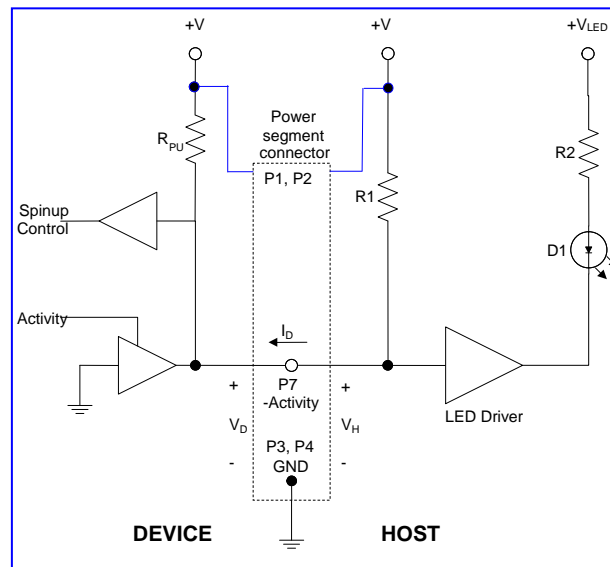 +V
+V
+VLED
Power
segment
connector
P1, P2
RPU
R1
R2
D1
Spinup
Control
Activity
ID
P7
-Activity
+
VD
-
+
VH
-
LED Driver
P3, P4
GND
DEVICE
HOST